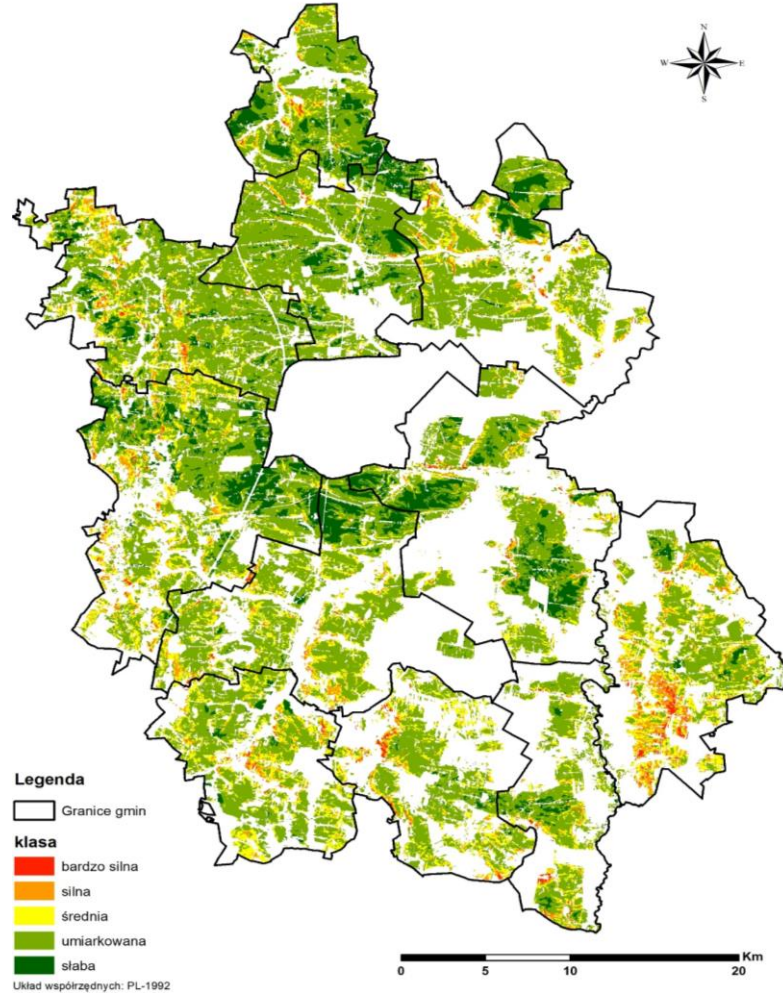 N
W E
S
Legenda
Granice gmin
klasa
bardzo silna
silna
średnia
umiarkowana
słaba
Układ współrzędnych: PL-1992
Km
0 5 10 20